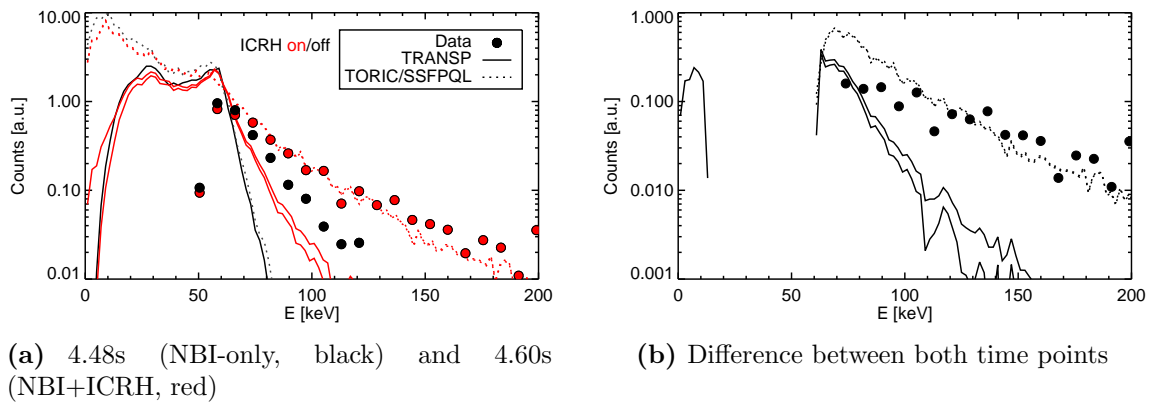 10.00
1.00
0.10
0.01
Counts [a.u.]
0
50
100
150
200
E [keV]
ICRH on/off
Data
TRANSP
TORIC/SSFPQL
1.000
0.100
0.010
0.001
Counts [a.u.]
0
50
100
150
200
E [keV]
(a) 4.48s (NBI-only, black) and 4.60s
(NBI+ICRH, red)
(b) Difference between both time points